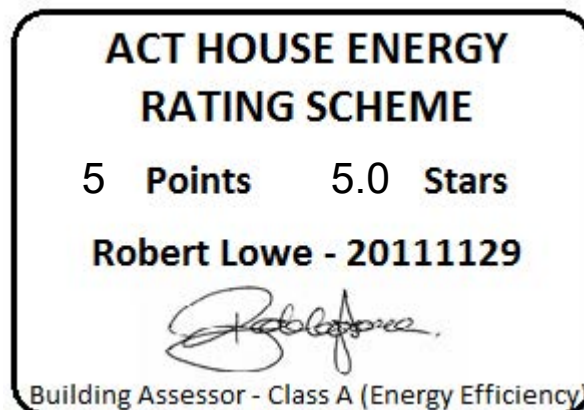 ACT HOUSE ENERGY
RATING SCHEME
5 Points 5.0 Stars
Robert Lowe - 20111129
Building Assessor - Class A (Energy Efficiency)